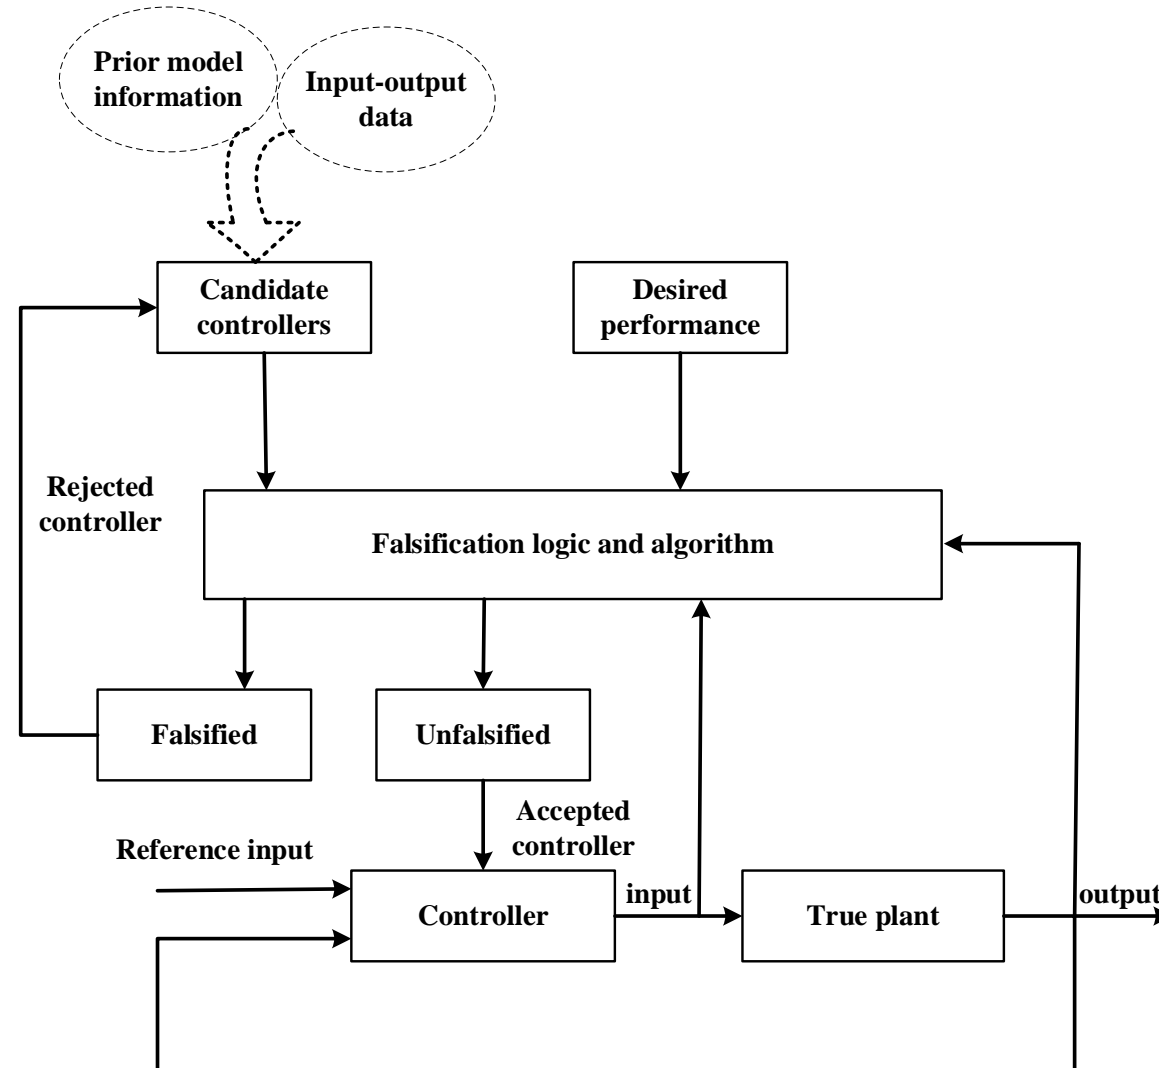 Prior model
information
Input-output
data
Candidate
controllers
Desired
performance
Rejected
controller
Falsification logic and algorithm
Falsified
Unfalsified
Accepted
controller
Reference input
Controller
input
True plant
output